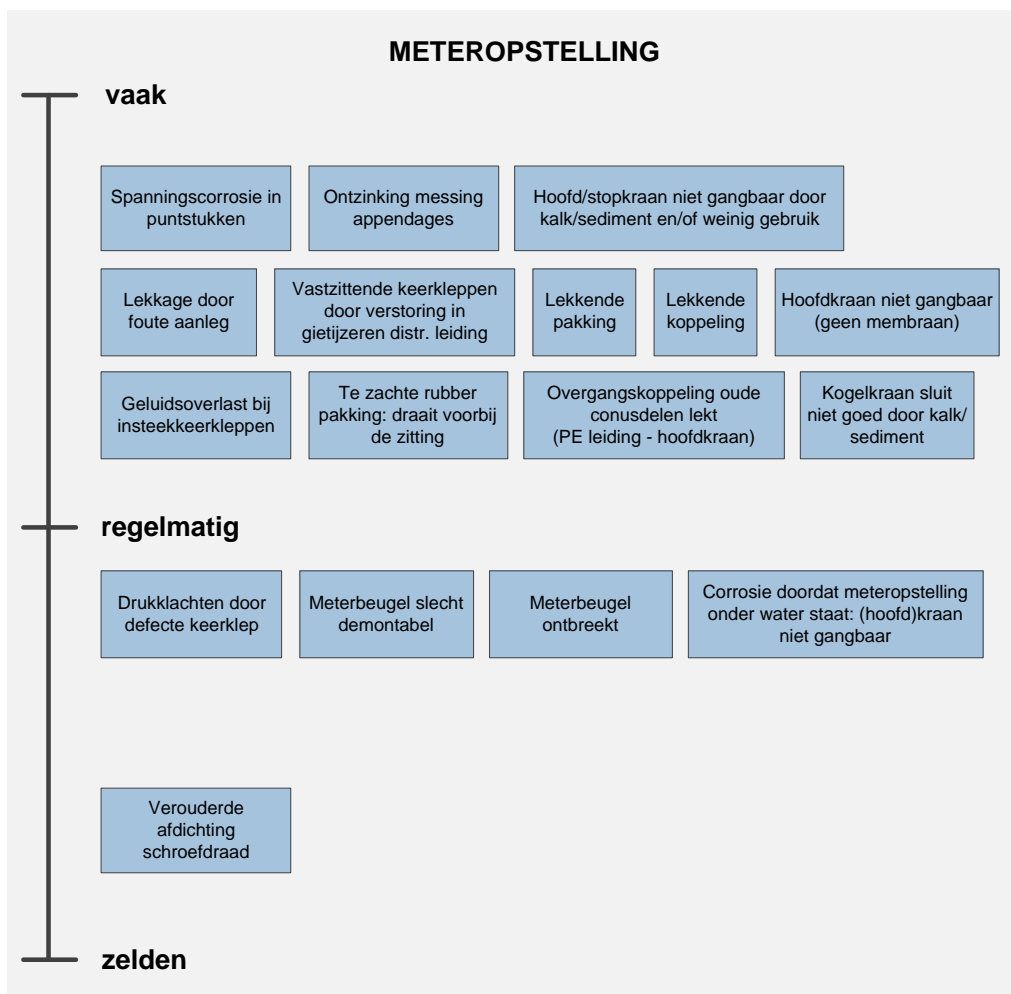 METEROPSTELLING
vaak
Spanningscorrosie in
puntstukken
Ontzinking messing
appendages
Hoofd/stopkraan niet gangbaar door
kalk/sediment en/of weinig gebruik
Lekkage door
foute aanleg
Vastzittende keerkleppen
door verstoring in
gietijzeren distr. leiding
Lekkende
pakking
Lekkende
koppeling
Hoofdkraan niet gangbaar
(geen membraan)
Geluidsoverlast bij
insteekkeerkleppen
Te zachte rubber
pakking: draait voorbij
de zitting
Overgangskoppeling oude
conusdelen lekt
(PE leiding - hoofdkraan)
Kogelkraan sluit
niet goed door kalk/
sediment
regelmatig
Drukklachten door
defecte keerklep
Meterbeugel slecht
demontabel
Meterbeugel
ontbreekt
Corrosie doordat meteropstelling
onder water staat: (hoofd)kraan
niet gangbaar
Verouderde
afdichting
schroefdraad
zelden